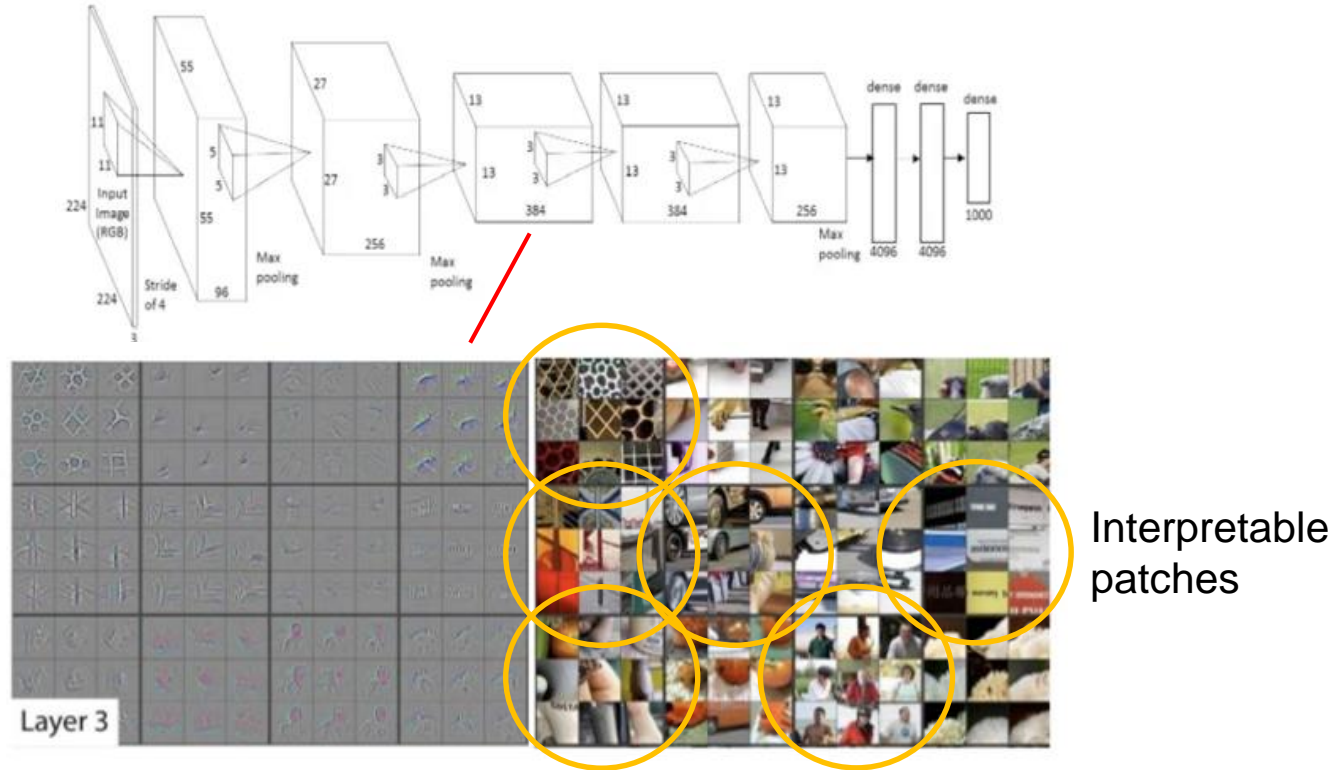 55
27
13
13
13
dense
dense
dense
11
11
5
5
3
3
3
3
3
3
13
13
13
27
55
224
Input
Image
(RGB)
384
384
256
1000
256
Max
pooling
Max
pooling
Max
pooling
4096
4096
224
Stride
of 4
96
3
Interpretable
patches
Layer 3